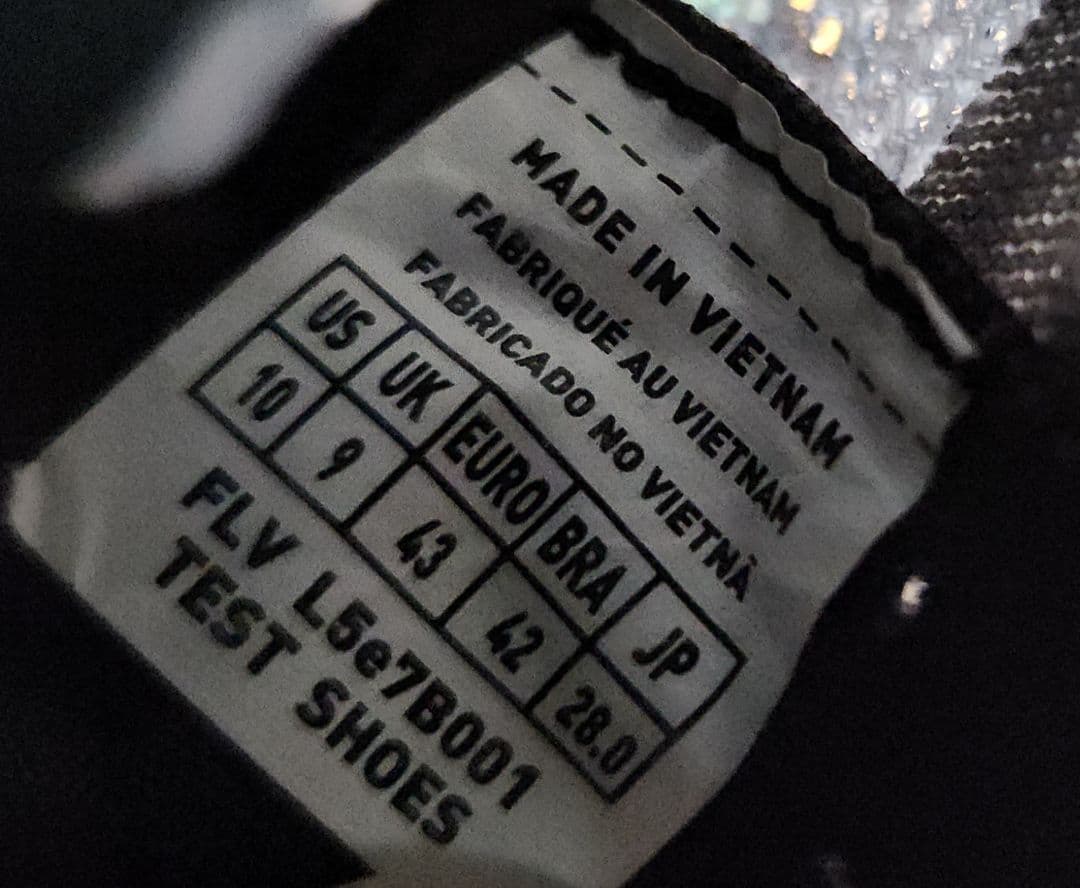 MADE IN VIETNAM
FABRIQUÉ AU VIETNAM
FABRICADO NO VIETNÃ
US UK EURO BRA JP
10 9 43 42 28.0
FLV L5e7B001
TEST SHOES